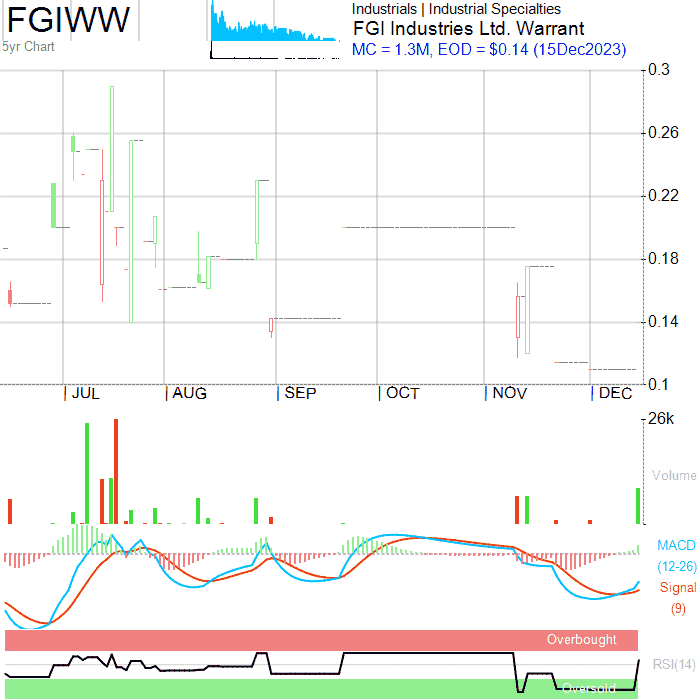 FGIWW
5yr Chart
Industrials | Industrial Specialties
FGI Industries Ltd. Warrant
MC = 1.3M, EOD = $0.14 (15Dec2023)
0.3
0.26
0.22
0.18
0.14
0.1
JUL
AUG
SEP
OCT
NOV
DEC
26k
Volume
MACD
(12-26)
Signal
(9)
Overbought
RSI(14)
Oversold